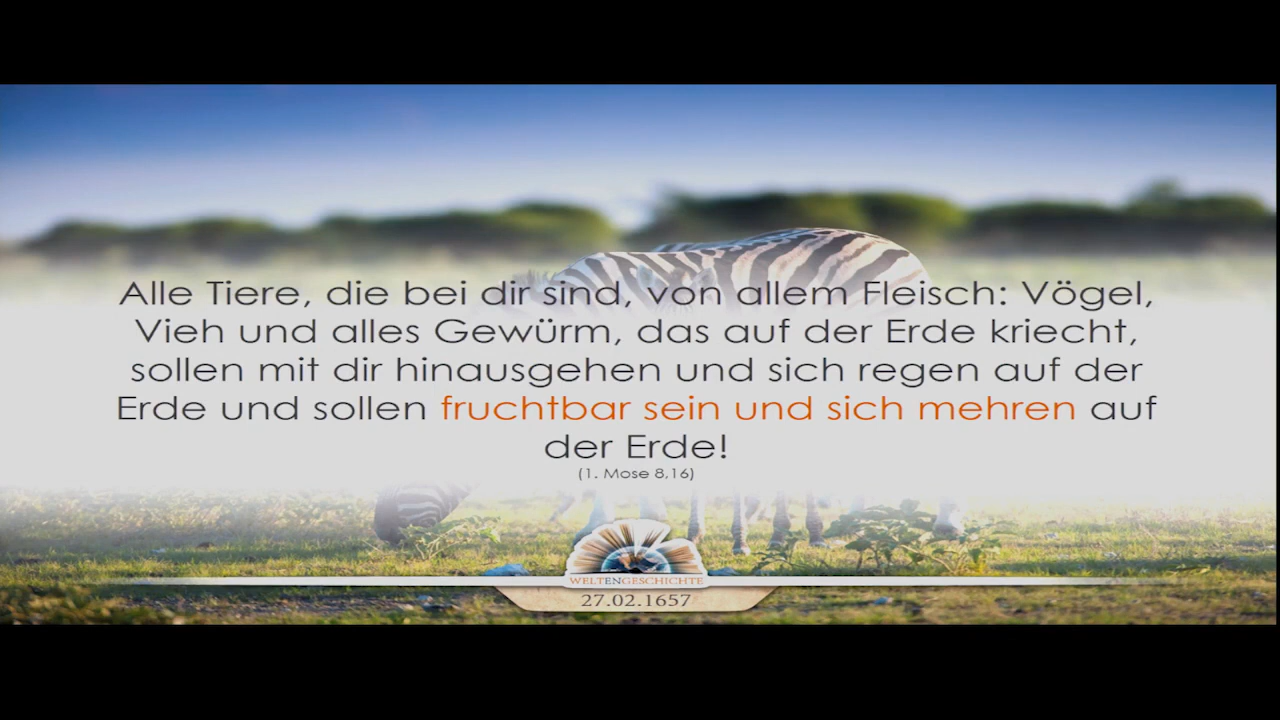 Alle Tiere, die bei dir sind, von allem Fleisch: Vögel,
Vieh und alles Gewürm, das auf der Erde kriecht,
sollen mit dir hinausgehen und sich regen auf der
Erde und sollen fruchtbar sein und sich mehren auf
der Erde!
(1. Mose 8,16)
WELTENGESCHICHTE
27.02.1657